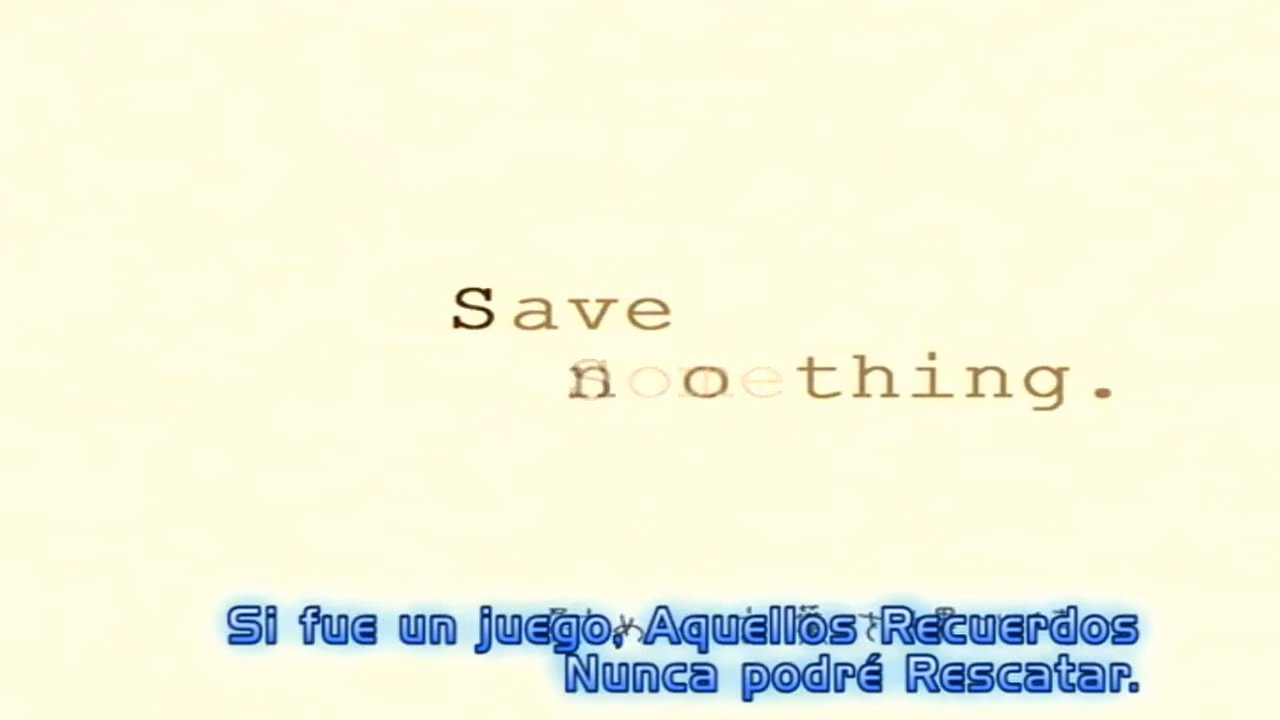 Save
nothing.
Si fue un juego, Aquellos Recuerdos
Nunca podré Rescatar.